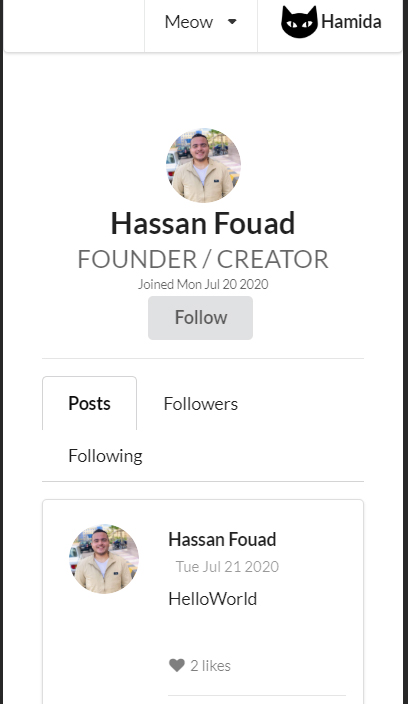 Meow
Hamida
Hassan Fouad
FOUNDER / CREATOR
Joined Mon Jul 20 2020
Follow
Posts
Followers
Following
Hassan Fouad
Tue Jul 21 2020
HelloWorld
2 likes